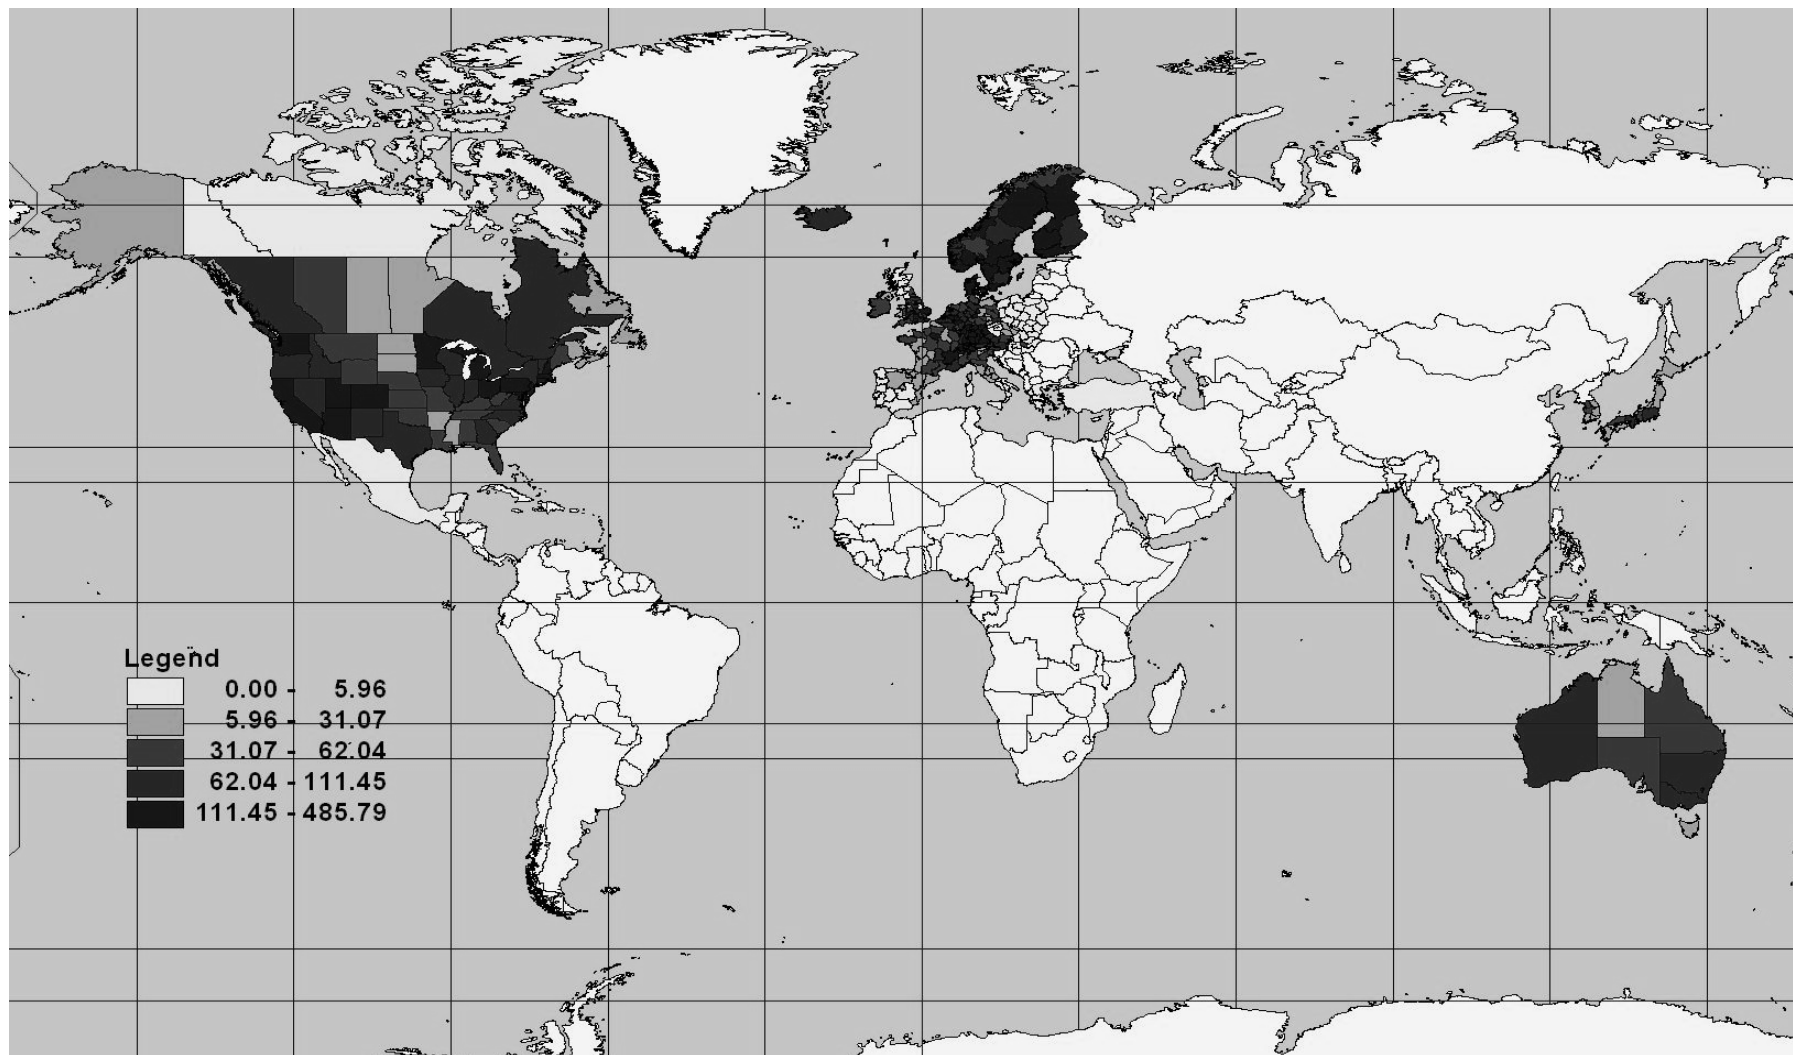 Legend
0.00 - 5.96
5.96 - 31.07
31.07 - 62.04
62.04 - 111.45
111.45 - 485.79